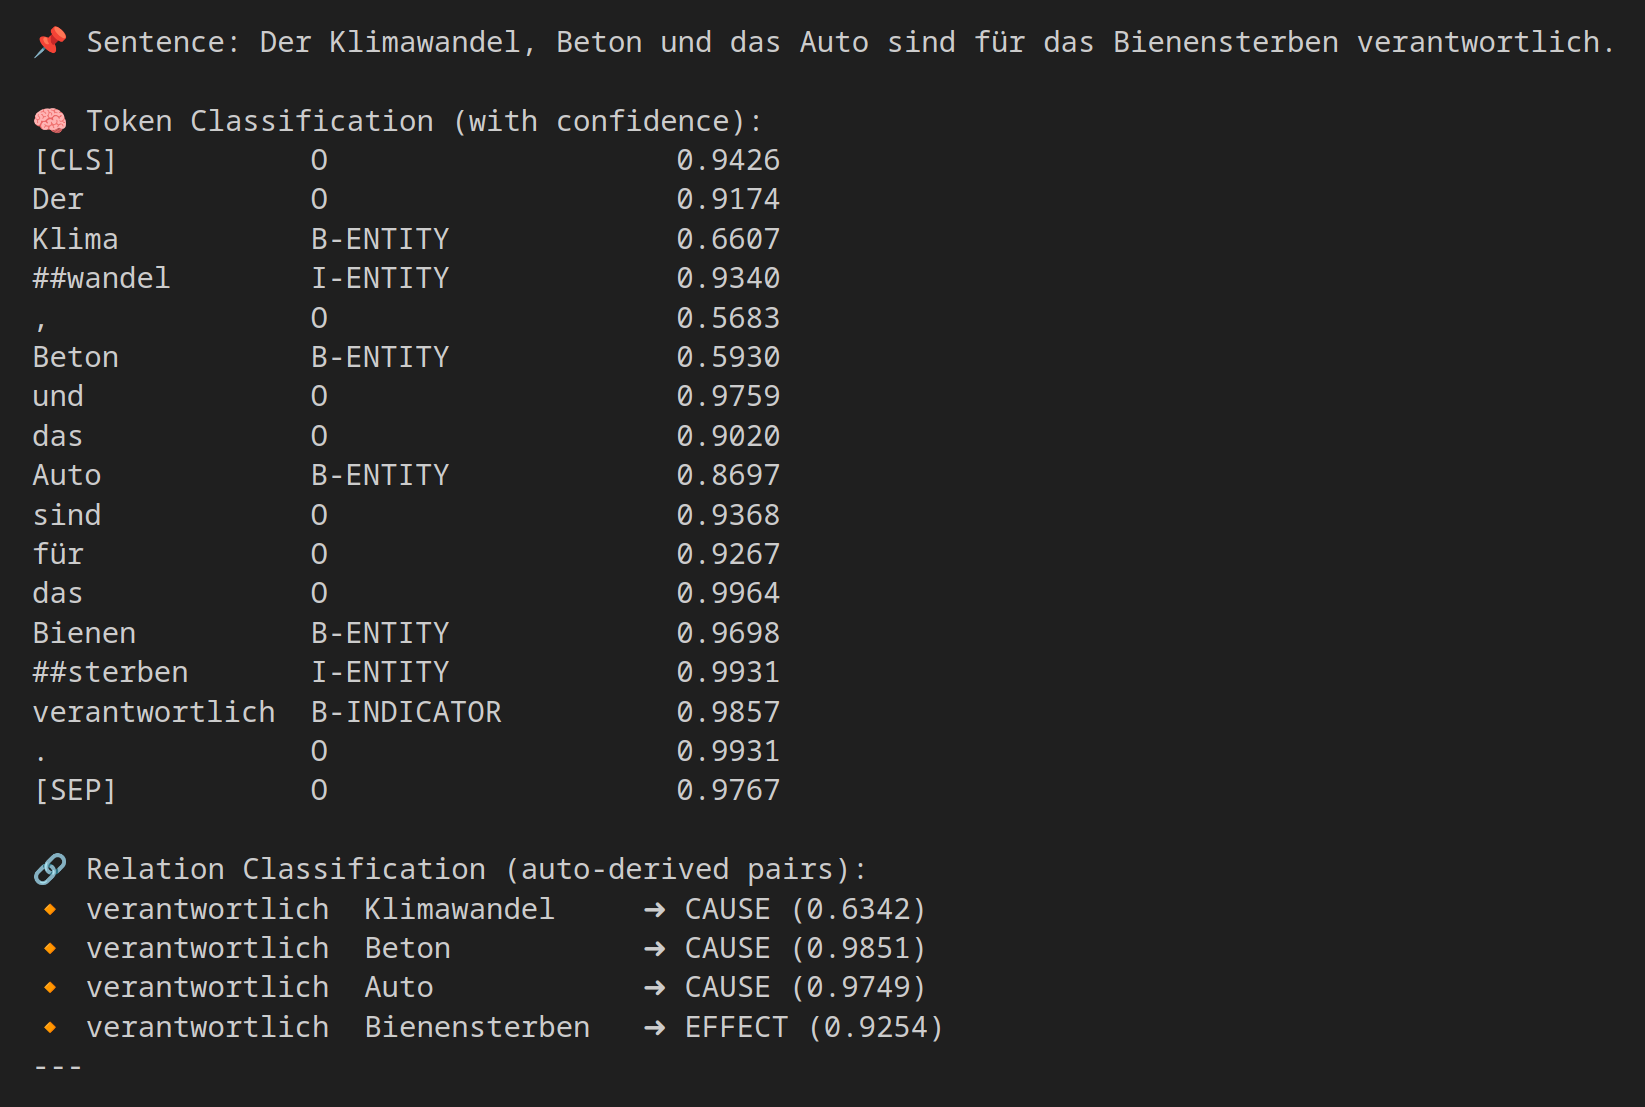 📌 Sentence: Der Klimawandel, Beton und das Auto sind für das Bienensterben verantwortlich.
🧠 Token Classification (with confidence):
[CLS] O 0.9426
Der O 0.9174
Klima B-ENTITY 0.6607
##wandel I-ENTITY 0.9340
, O 0.5683
Beton B-ENTITY 0.5930
und O 0.9759
das O 0.9020
Auto B-ENTITY 0.8697
sind O 0.9368
für O 0.9267
das O 0.9964
Bienen B-ENTITY 0.9698
##sterben I-ENTITY 0.9931
verantwortlich B-INDICATOR 0.9857
. O 0.9931
[SEP] O 0.9767
🔗 Relation Classification (auto-derived pairs):
🔸 verantwortlich Klimawandel → CAUSE (0.6342)
🔸 verantwortlich Beton → CAUSE (0.9851)
🔸 verantwortlich Auto → CAUSE (0.9749)
🔸 verantwortlich Bienensterben → EFFECT (0.9254)
---